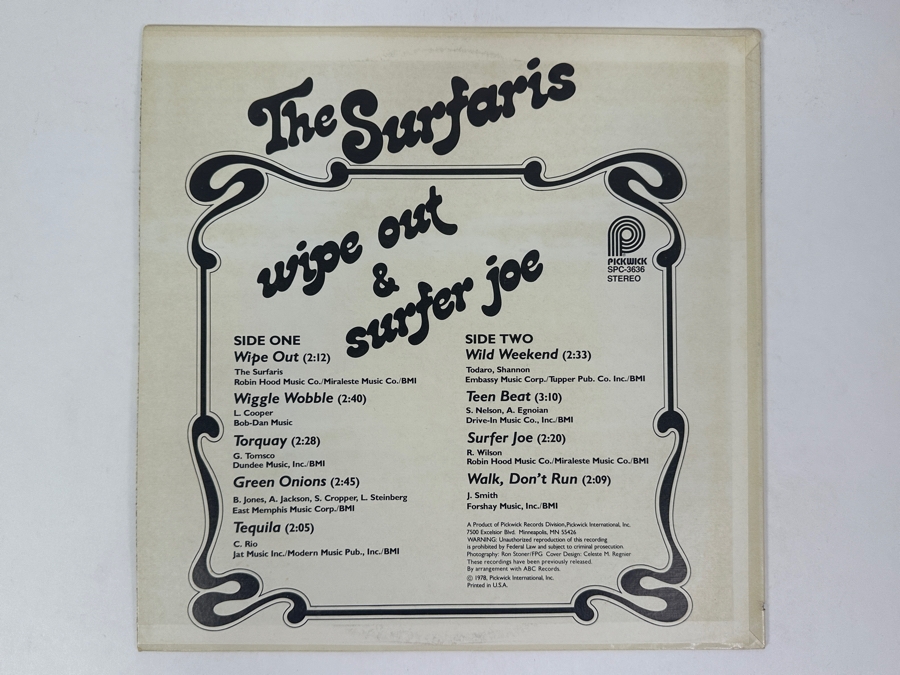 The Surfaris
wipe out
&
surfer joe
PICKWICK
SPC-3636
STEREO
SIDE ONE
Wipe Out (2:12)
The Surfaris
Robin Hood Music Co./Miraleste Music Co./BMI
Wiggle Wobble (2:40)
L. Cooper
Bob-Dan Music
Torquay (2:28)
G. Tomsco
Dundee Music, Inc./BMI
Green Onions (2:45)
B. Jones, A. Jackson, S. Cropper, L. Steinberg
East Memphis Music Corp./BMI
Tequila (2:05)
C. Rio
Jat Music Inc./Modern Music Pub., Inc./BMI
SIDE TWO
Wild Weekend (2:33)
Todaro, Shannon
Embassy Music Corp./Tupper Pub. Co. Inc./BMI
Teen Beat (3:10)
S. Nelson, A. Egnoian
Drive-In Music Co., Inc./BMI
Surfer Joe (2:20)
R. Wilson
Robin Hood Music Co./Miraleste Music Co./BMI
Walk, Don't Run (2:09)
J. Smith
Forshay Music, Inc./BMI
A Product of Pickwick Records Division, Pickwick International, Inc.
7500 Excelsior Blvd. Minneapolis, MN 55426
WARNING: Unauthorized reproduction of this recording
is prohibited by Federal Law and subject to criminal prosecution.
Photography: Ron Stoner/FPG Cover Design: Celeste M. Regnier
These recordings have been previously released.
By arrangement with ABC Records.
© 1978, Pickwick International, Inc.
Printed in U.S.A.